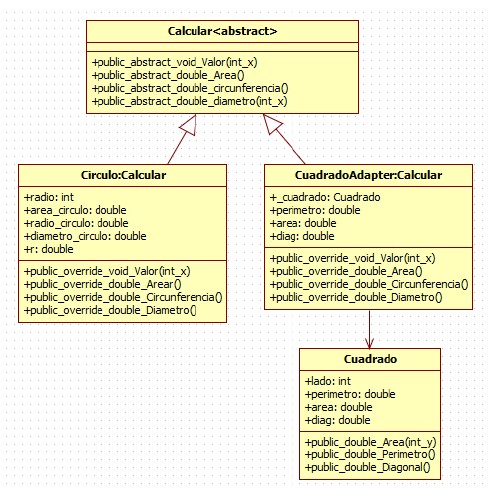 Calcular<abstract>
+public_abstract_void_Valor(int_x)
+public_abstract_double_Area()
+public_abstract_double_circunferencia()
+public_abstract_double_diametro(int_x)
Circulo:Calcular
+radio: int
+area_circulo: double
+radio_circulo: double
+diametro_circulo: double
+r: double
+public_override_void_Valor(int_x)
+public_override_double_Arear()
+public_override_double_Circunferencia()
+public_override_double_Diametro()
CuadradoAdapter:Calcular
+_cuadrado: Cuadrado
+perimetro: double
+area: double
+diag: double
+public_override_void_Valor(int_x)
+public_override_double_Area()
+public_override_double_Circunferencia()
+public_override_double_Diametro()
Cuadrado
+lado: int
+perimetro: double
+area: double
+diag: double
+public_double_Area(int_y)
+public_double_Perimetro()
+public_double_Diagonal()